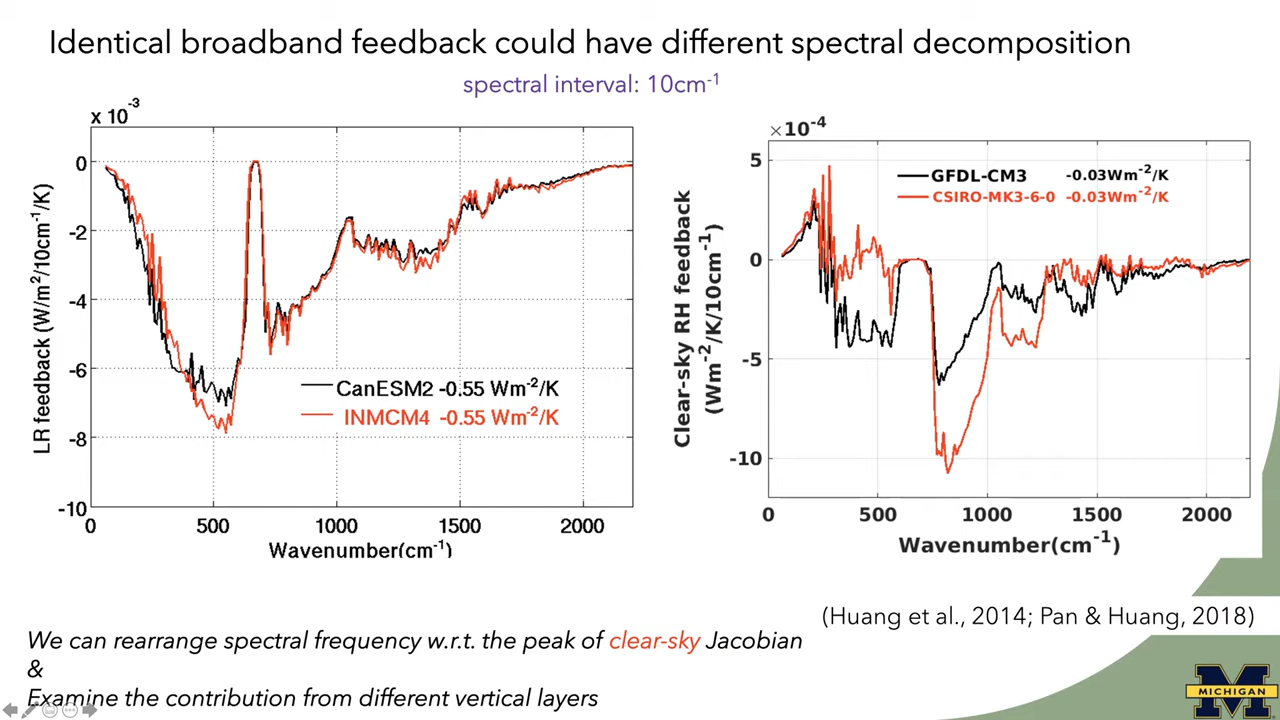 Identical broadband feedback could have different spectral decomposition
spectral interval: 10cm⁻¹
x 10⁻³
0
-2
-4
-6
-8
-10
0
500
1000
1500
2000
LR feedback (W/m²/10cm⁻¹/K)
Wavenumber(cm⁻¹)
CanESM2 -0.55 Wm⁻²/K
INMCM4 -0.55 Wm⁻²/K
×10⁻⁴
5
0
-5
-10
0
500
1000
1500
2000
Clear-sky RH feedback
(Wm⁻²/K/10cm⁻¹)
Wavenumber(cm⁻¹)
GFDL-CM3 -0.03Wm⁻²/K
CSIRO-MK3-6-0 -0.03Wm⁻²/K
(Huang et al., 2014; Pan & Huang, 2018)
We can rearrange spectral frequency w.r.t. the peak of clear-sky Jacobian
&
Examine the contribution from different vertical layers
MICHIGAN